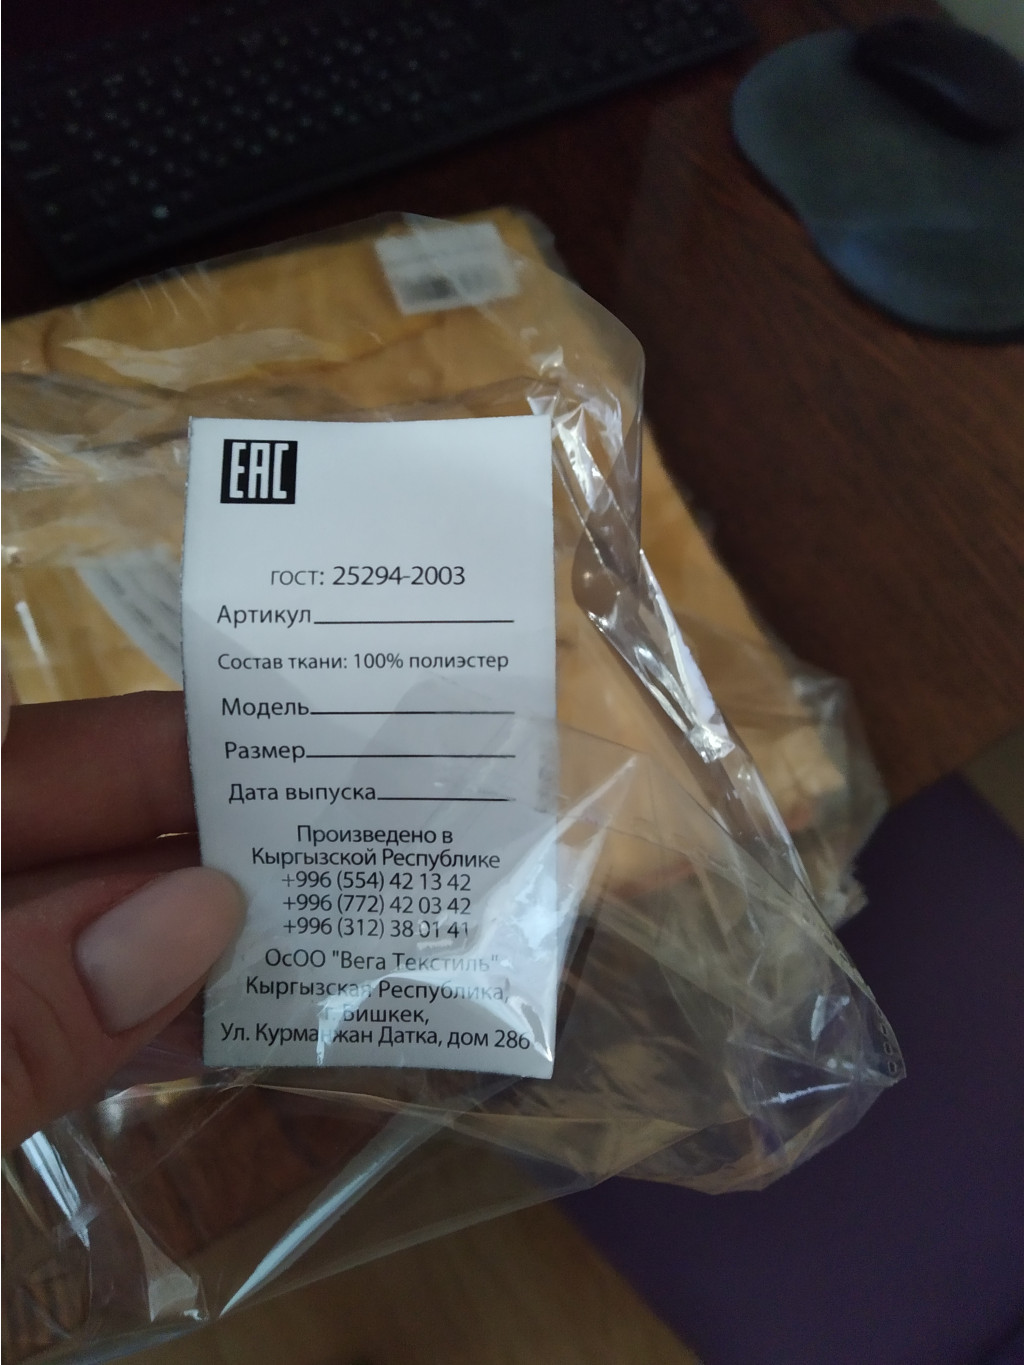 EAC
гост: 25294-2003
Артикул
Состав ткани: 100% полиэстер
Модель
Размер
Дата выпуска
Произведено в
Кыргызской Республике
+996 (554) 42 13 42
+996 (772) 42 03 42
+996 (312) 38 01 41
ОсОО "Вега Текстиль"
Кыргызская Республика,
г. Бишкек,
Ул. Курманжан Датка, дом 286